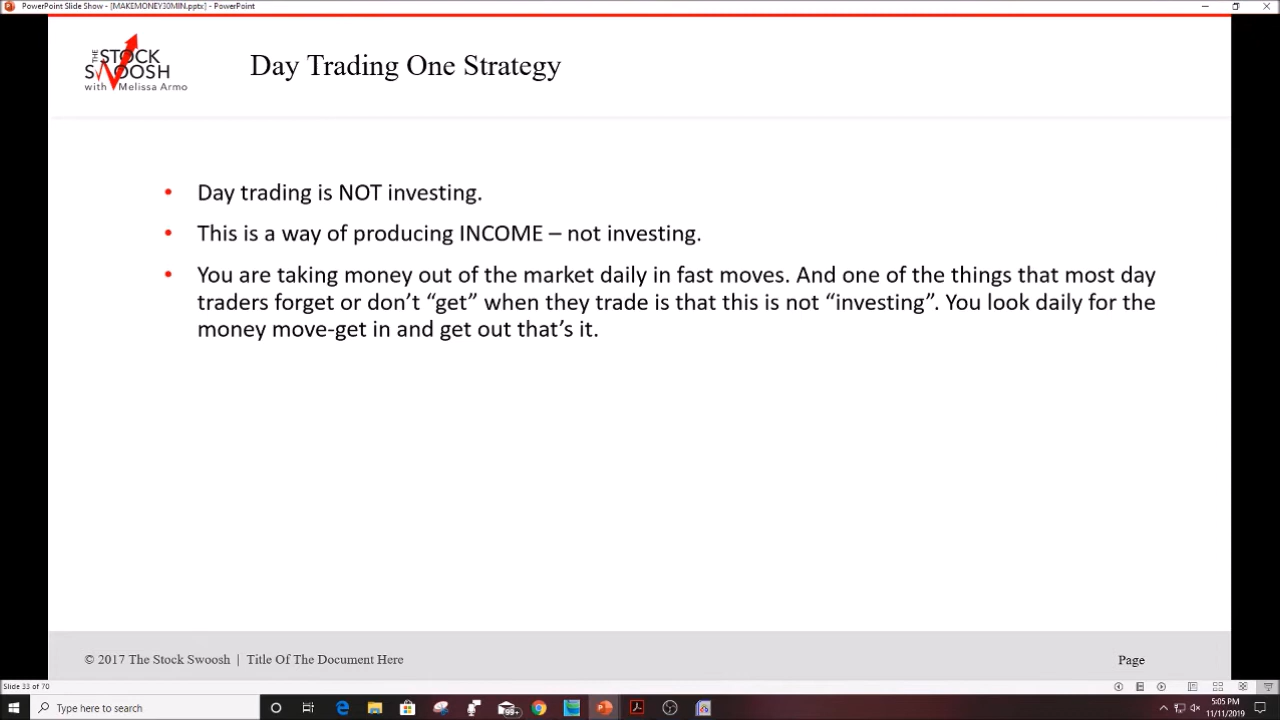 PowerPoint Slide Show - [MAKEMONEY30MIN.pptx] - PowerPoint
THE STOCK
SWOOSH
with Melissa Armo
Day Trading One Strategy
• Day trading is NOT investing.
• This is a way of producing INCOME – not investing.
• You are taking money out of the market daily in fast moves. And one of the things that most day
traders forget or don’t “get” when they trade is that this is not “investing”. You look daily for the
money move-get in and get out that’s it.
© 2017 The Stock Swoosh | Title Of The Document Here
Page
Slide 33 of 70
Type here to search
99+
5:05 PM
11/11/2019